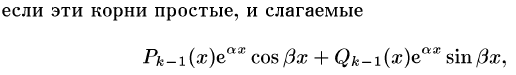 если эти корни простые, и слагаемые
P_{k−1}(x)e^{αx} cos βx + Q_{k−1}(x)e^{αx} sin βx,